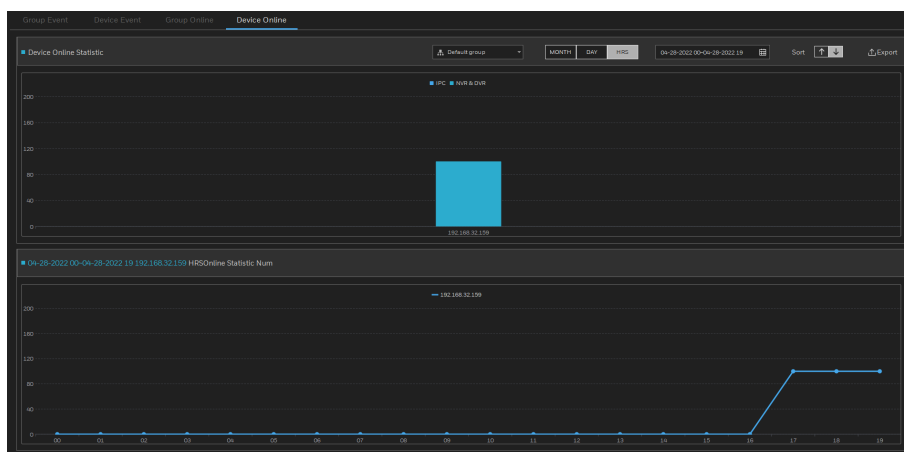 Group Event Device Event Group Online Device Online
Device Online Statistic Default group MONTH DAY HRS 04-28-2022 00-04-28-2022 19 Sort Export
IPC NVR & DVR
200
160
120
80
40
0
192.168.32.159
04-28-2022 00-04-28-2022 19 192.168.32.159 HRSOnline Statistic Num
192.168.32.159
200
160
120
80
40
0
00 01 02 03 04 05 06 07 08 09 10 11 12 13 14 15 16 17 18 19